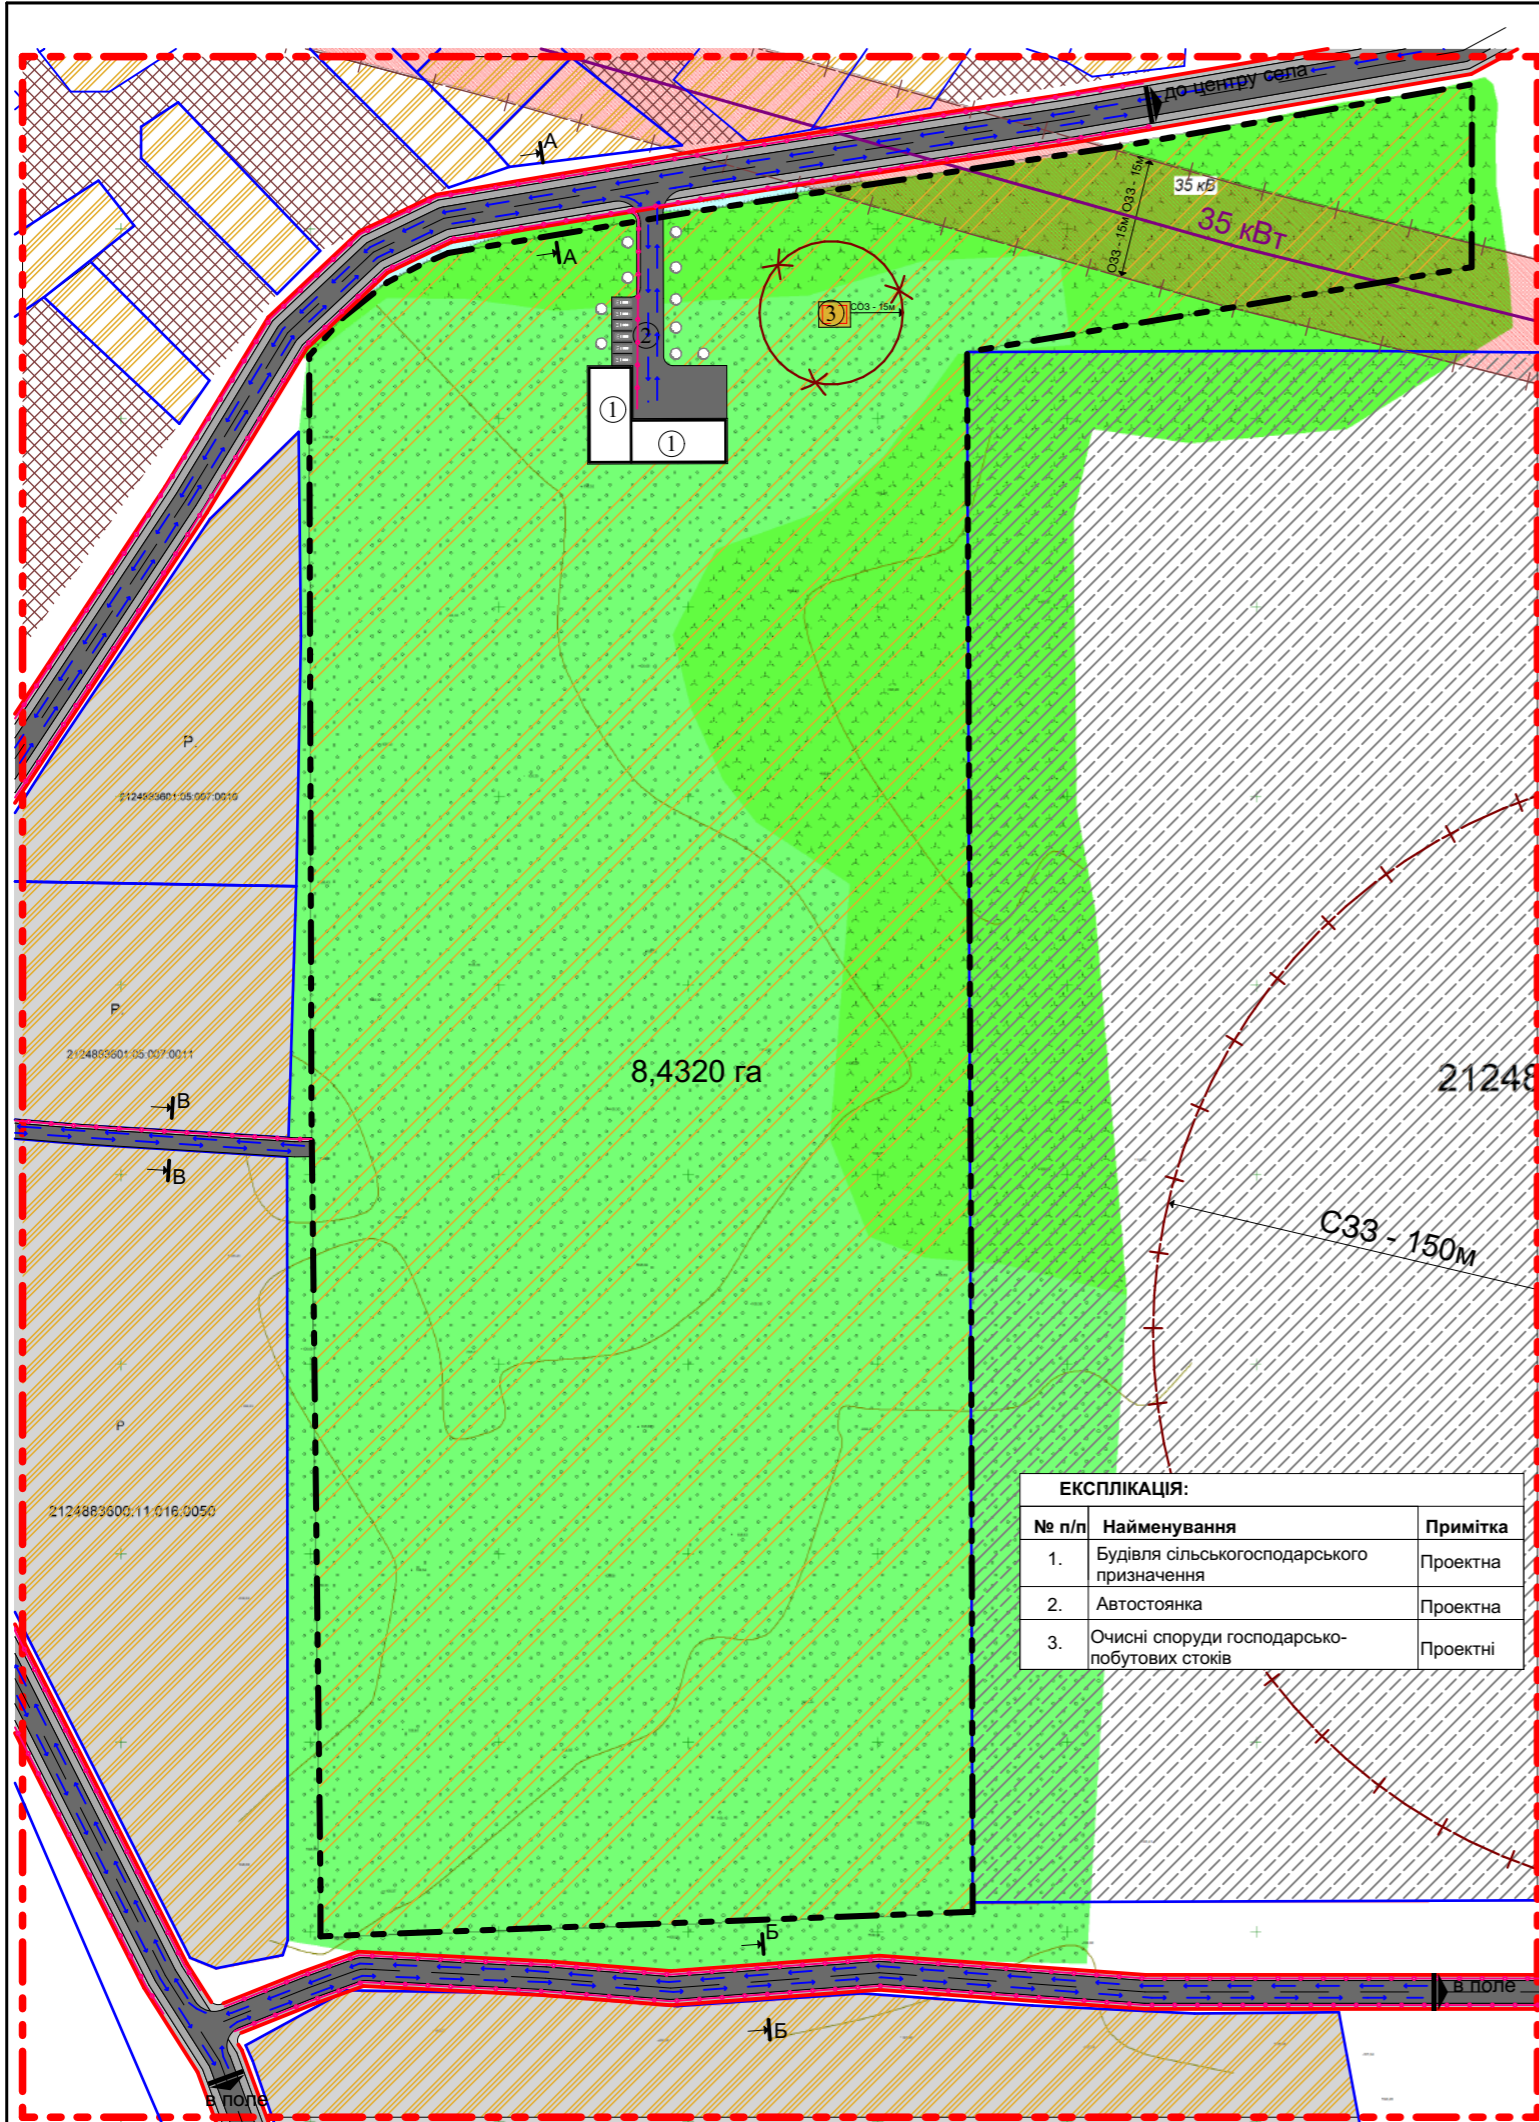 до центру села
А
35 кВ
ОЗЗ - 15м
ОЗЗ - 15м
35 кВт
А
3
СОЗ - 15м
2
1
1
Р.
2124883601:05:007:0010
Р.
2124883601:05:007:0011
8,4320 га
21248
В
В
СЗЗ - 150м
Р
2124883600:11:016:0050
ЕКСПЛІКАЦІЯ:
№ п/п Найменування Примітка
1. Будівля сільськогосподарського призначення Проектна
2. Автостоянка Проектна
3. Очисні споруди господарсько-побутових стоків Проектні
Б
в поле
Б
в поле